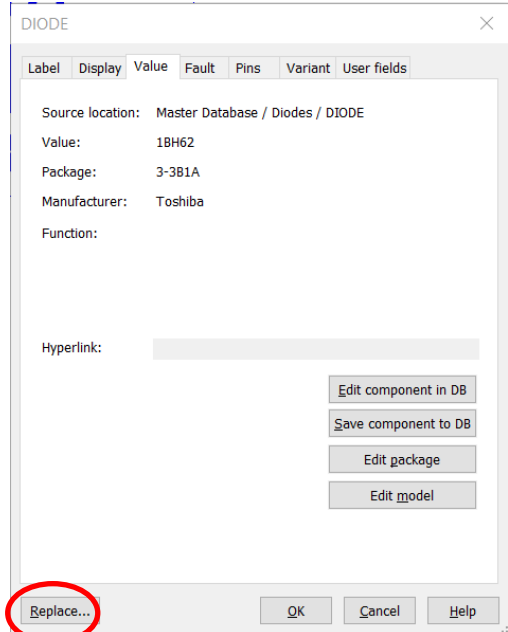 DIODE
Label Display Value Fault Pins Variant User fields
Source location: Master Database / Diodes / DIODE
Value: 1BH62
Package: 3-3B1A
Manufacturer: Toshiba
Function:
Hyperlink:
Edit component in DB
Save component to DB
Edit package
Edit model
Replace... OK Cancel Help